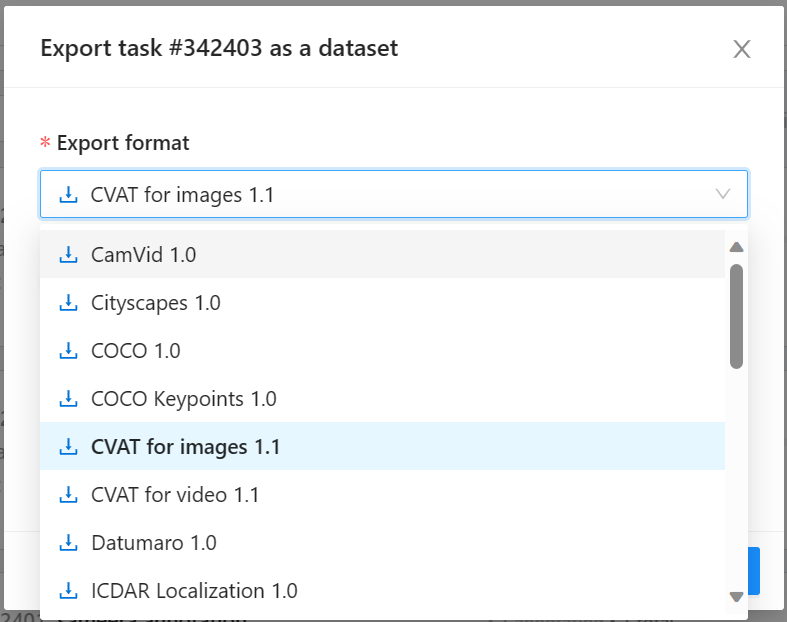 Export task #342403 as a dataset
* Export format
CVAT for images 1.1
CamVid 1.0
Cityscapes 1.0
COCO 1.0
COCO Keypoints 1.0
CVAT for images 1.1
CVAT for video 1.1
Datumaro 1.0
ICDAR Localization 1.0